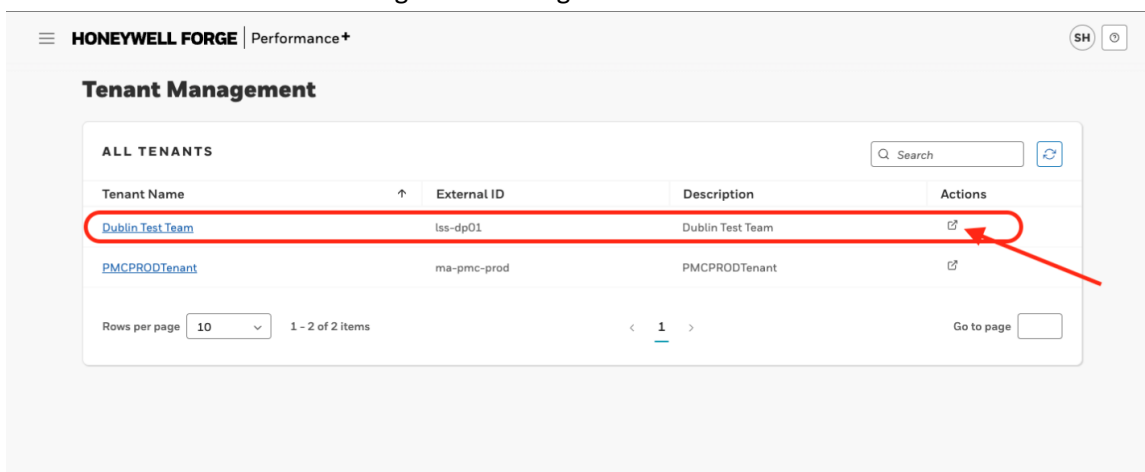 HONEYWELL FORGE | Performance+
SH
Tenant Management
ALL TENANTS
Search
Tenant Name External ID Description Actions
Dublin Test Team lss-dp01 Dublin Test Team
PMCPRODTenant ma-pmc-prod PMCPRODTenant
Rows per page 10 1 - 2 of 2 items 1 Go to page